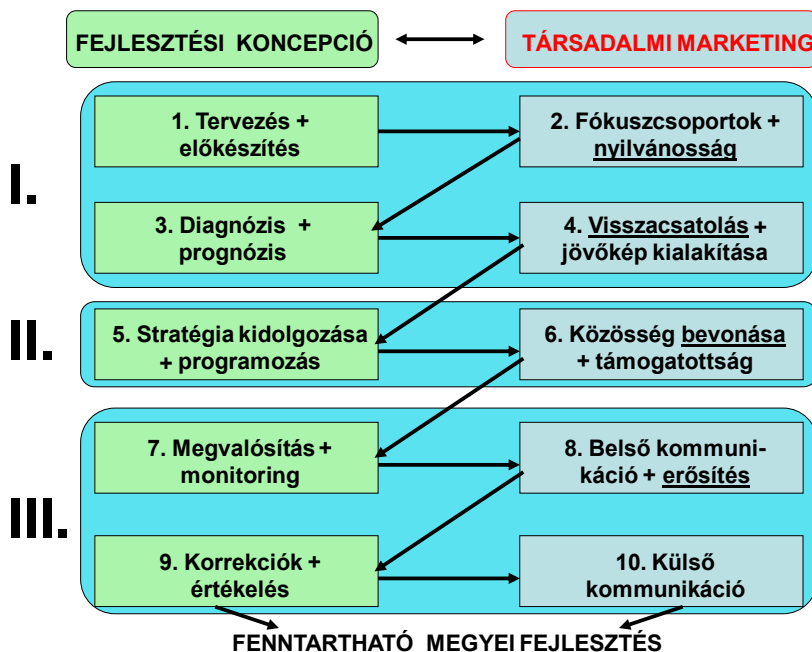 FEJLESZTÉSI KONCEPCIÓ
TÁRSADALMI MARKETING
I.
1. Tervezés +
előkészítés
2. Fókuszcsoportok +
nyilvánosság
3. Diagnózis +
prognózis
4. Visszacsatolás +
jövőkép kialakítása
II.
5. Stratégia kidolgozása
+ programozás
6. Közösség bevonása
+ támogatottság
III.
7. Megvalósítás +
monitoring
8. Belső kommuni-
káció + erősítés
9. Korrekciók +
értékelés
10. Külső
kommunikáció
FENNTARTHATÓ MEGYEI FEJLESZTÉS